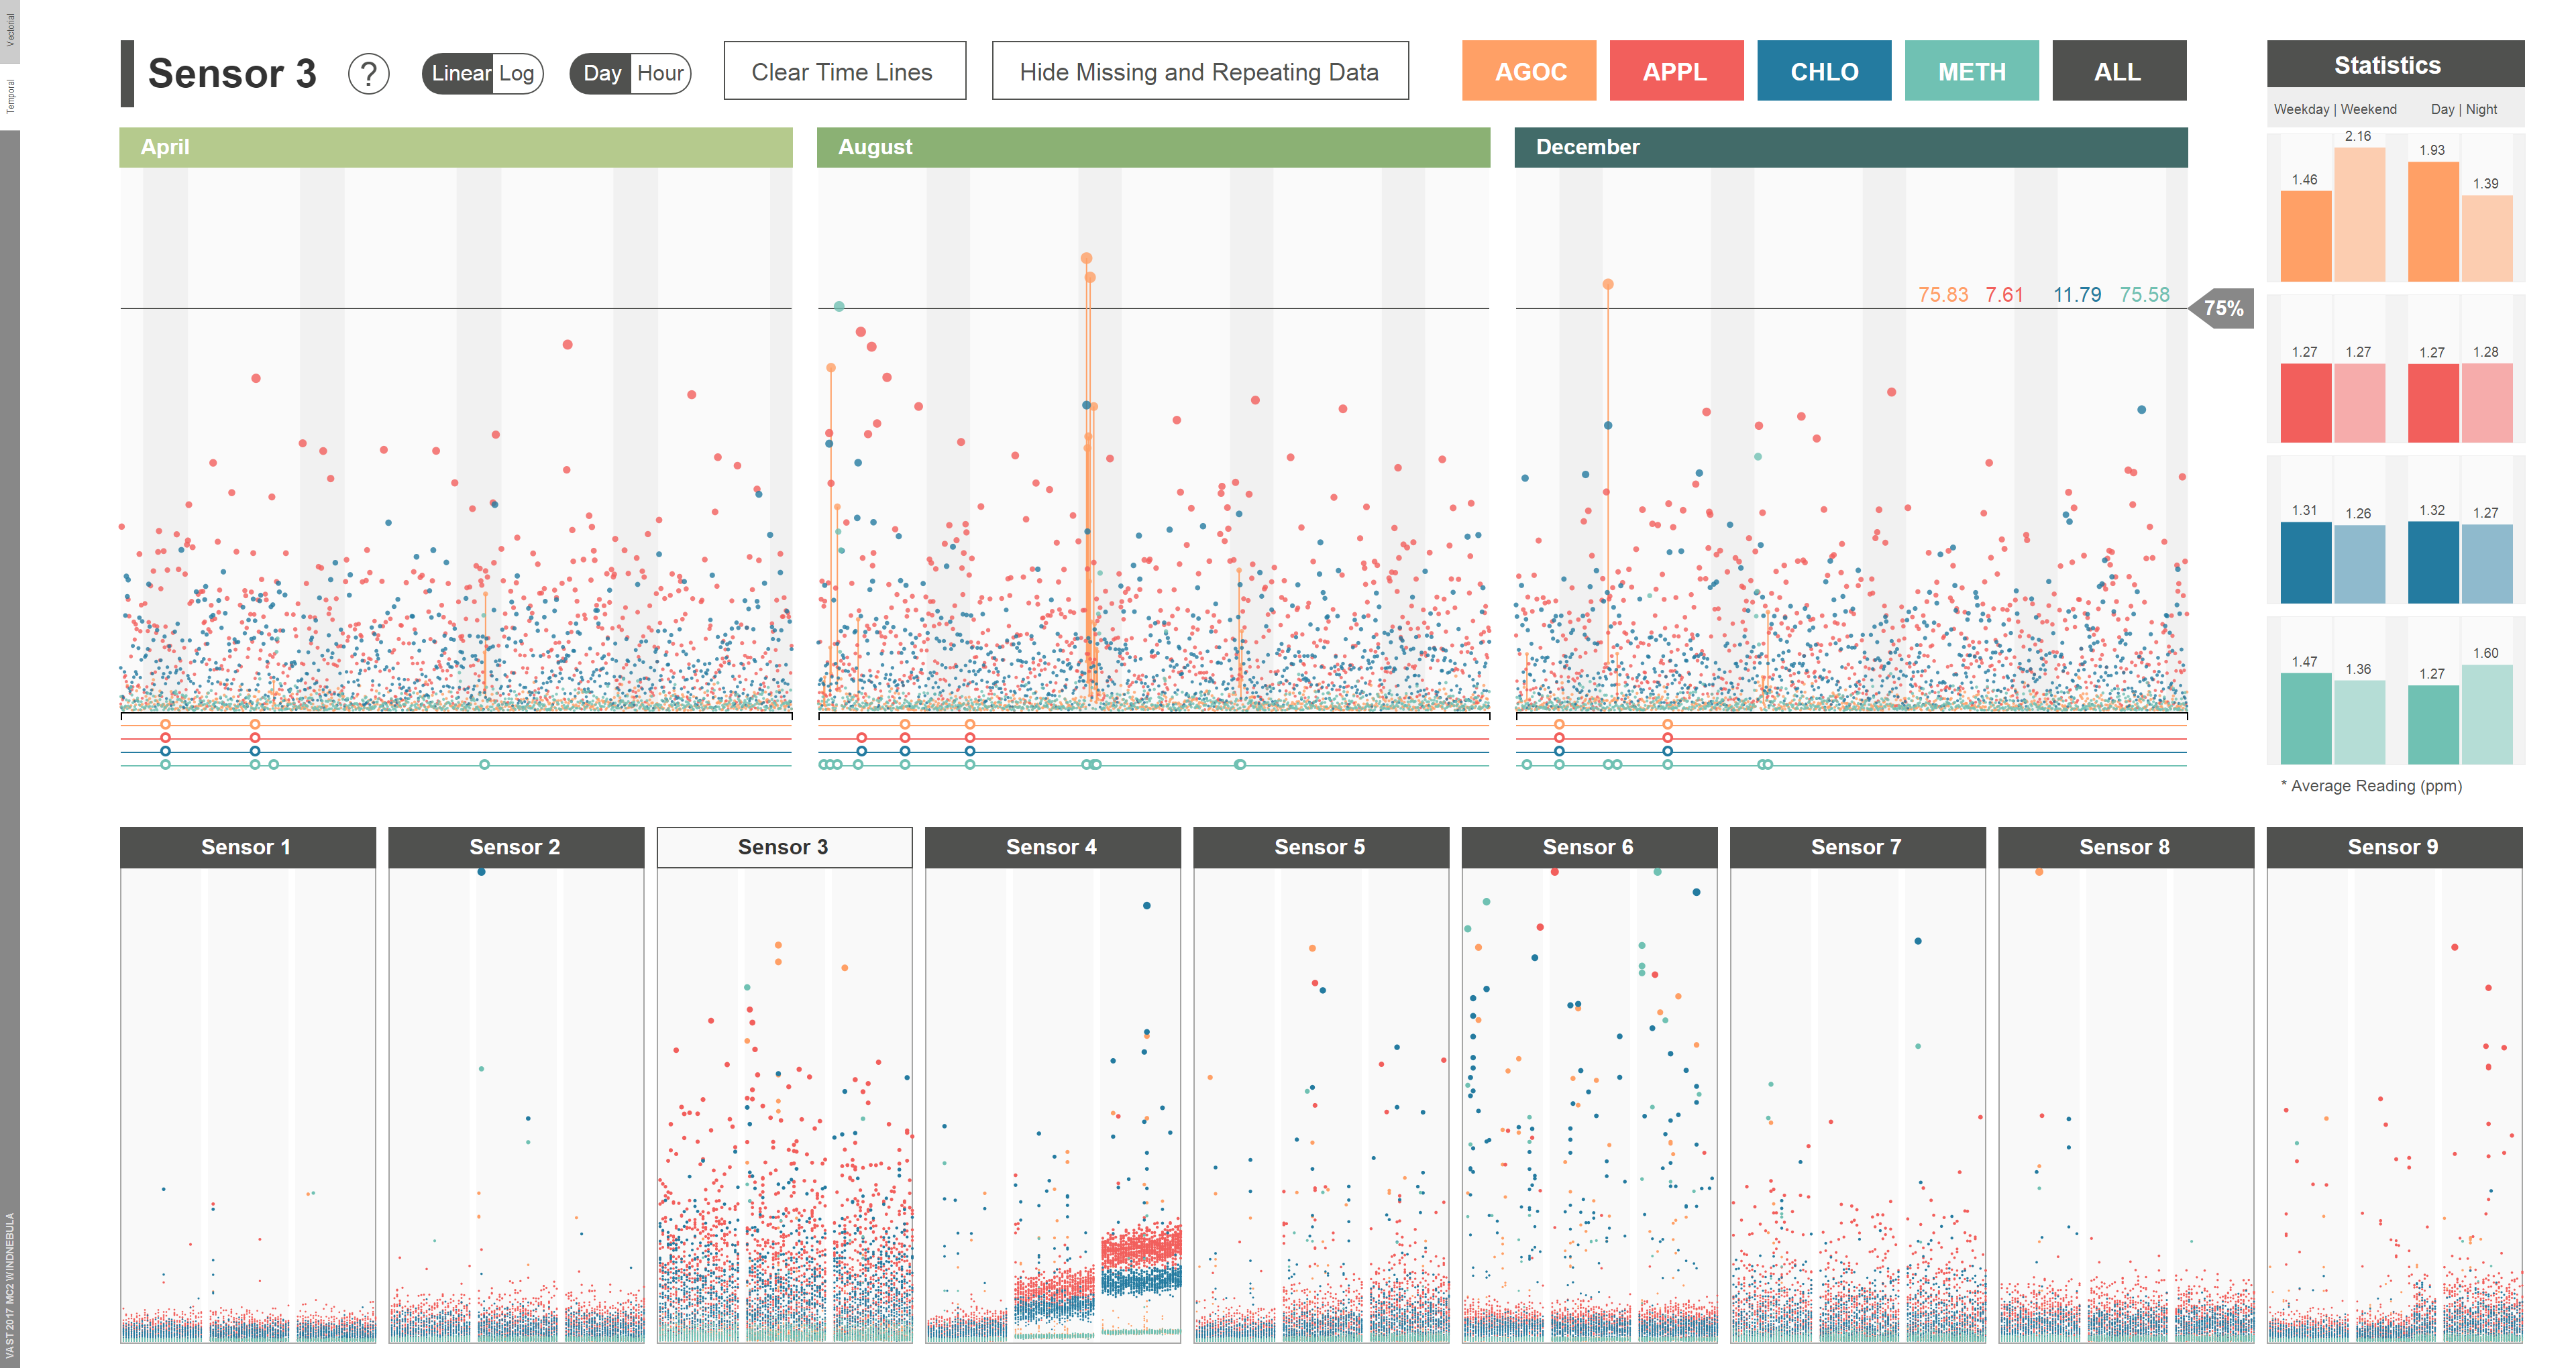 Vectorial
Temporal
Sensor 3
?
Linear Log
Day Hour
Clear Time Lines
Hide Missing and Repeating Data
AGOC
APPL
CHLO
METH
ALL
Statistics
Weekday | Weekend
Day | Night
April
August
December
75.83 7.61 11.79 75.58
75%
1.46 2.16 1.93 1.39
1.27 1.27 1.27 1.28
1.31 1.26 1.32 1.27
1.47 1.36 1.27 1.60
* Average Reading (ppm)
Sensor 1
Sensor 2
Sensor 3
Sensor 4
Sensor 5
Sensor 6
Sensor 7
Sensor 8
Sensor 9
VAST 2017 MC2 WINDNEBULA